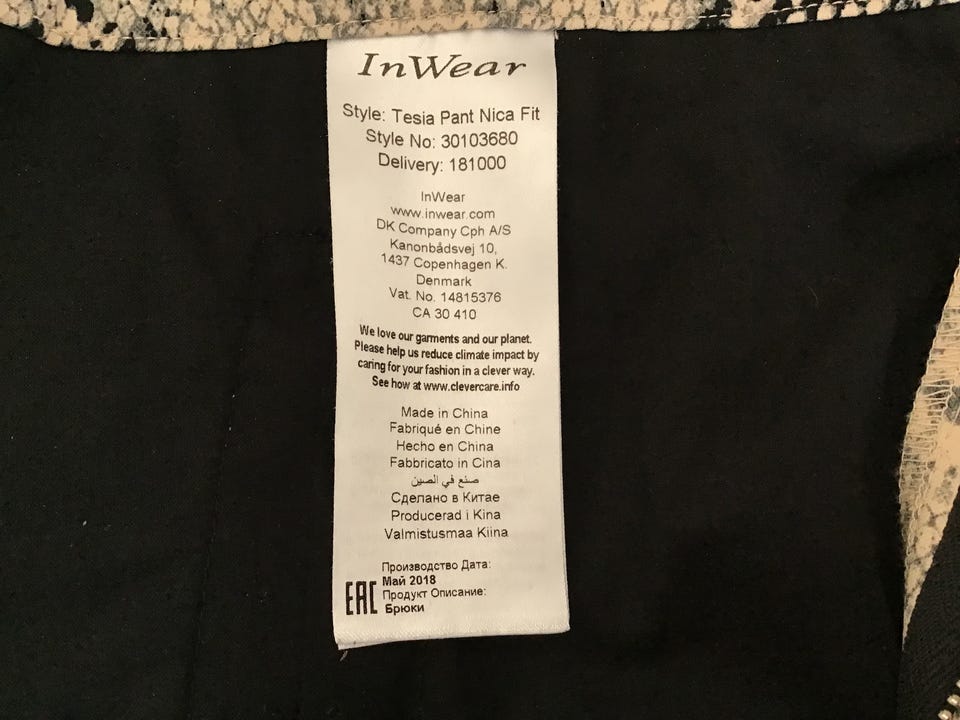 InWear
Style: Tesia Pant Nica Fit
Style No: 30103680
Delivery: 181000
InWear
www.inwear.com
DK Company Cph A/S
Kanonbådsvej 10,
1437 Copenhagen K.
Denmark
Vat. No. 14815376
CA 30 410
We love our garments and our planet.
Please help us reduce climate impact by
caring for your fashion in a clever way.
See how at www.clevercare.info
Made in China
Fabriqué en Chine
Hecho en China
Fabbricato in Cina
صنع في الصين
Сделано в Китае
Producerad i Kina
Valmistusmaa Kiina
Производство Дата:
Май 2018
Продукт Описание:
Брюки
EAC